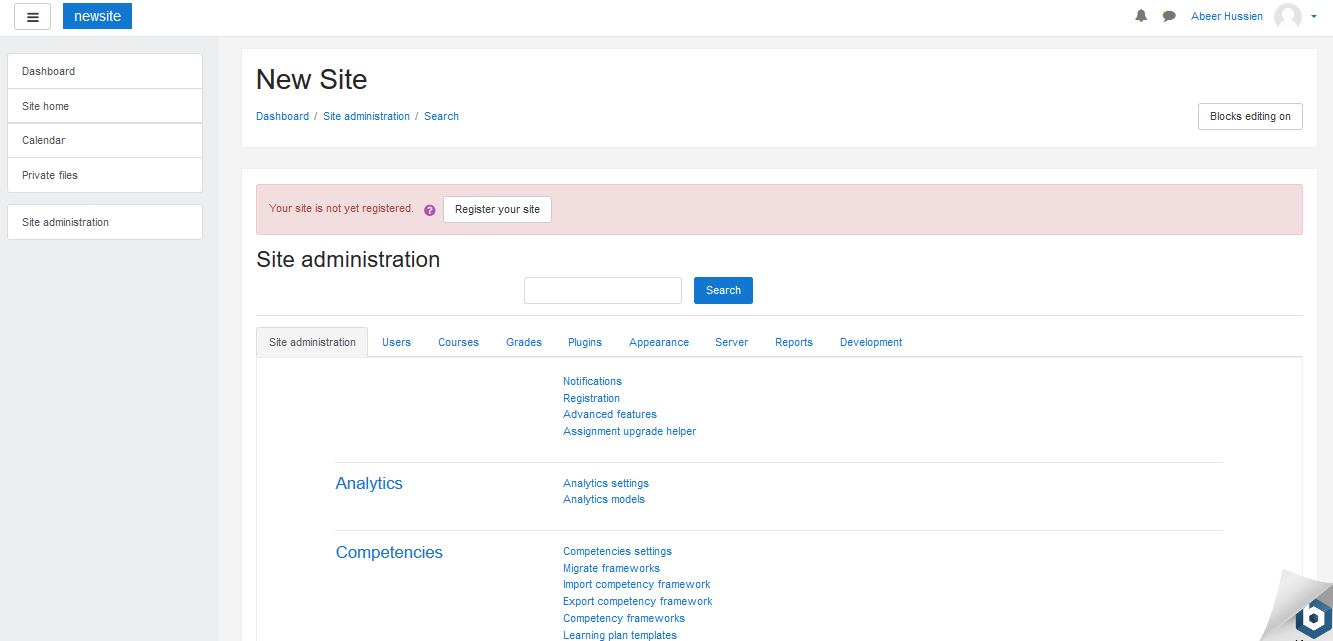 newsite
Abeer Hussien
Dashboard
Site home
Calendar
Private files
Site administration
New Site
Dashboard / Site administration / Search
Blocks editing on
Your site is not yet registered. ? Register your site
Site administration
Search
Site administration Users Courses Grades Plugins Appearance Server Reports Development
Notifications
Registration
Advanced features
Assignment upgrade helper
Analytics
Analytics settings
Analytics models
Competencies
Competencies settings
Migrate frameworks
Import competency framework
Export competency framework
Competency frameworks
Learning plan templates